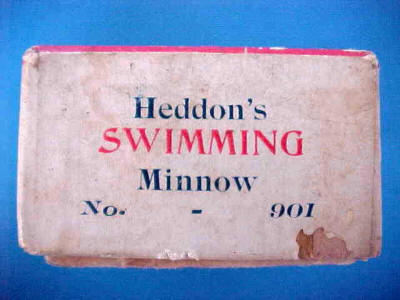 Heddon's
SWIMMING
Minnow
No. - 901